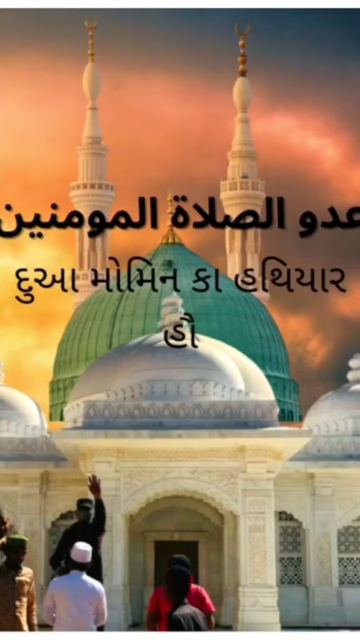 عدو الصلاة المومنين
દુઆ મોમિન કા હથિયાર
હૌ